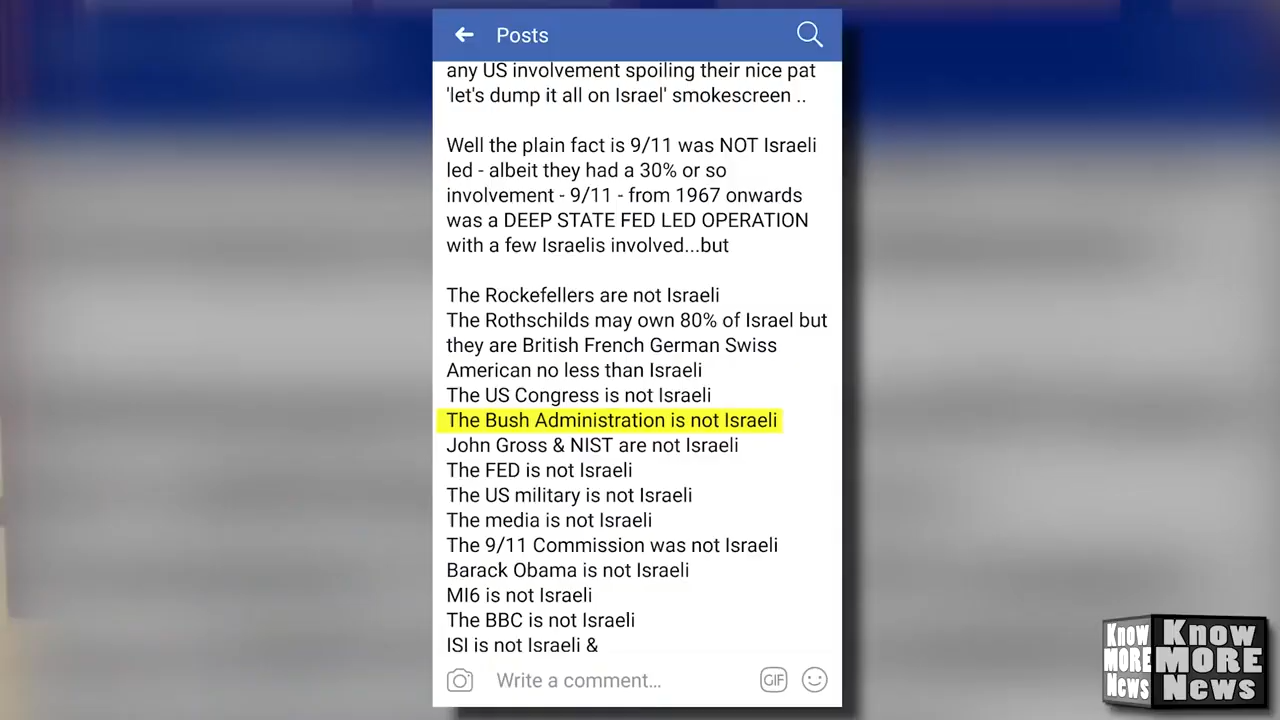 Posts
any US involvement spoiling their nice pat
'let's dump it all on Israel' smokescreen ..
Well the plain fact is 9/11 was NOT Israeli
led - albeit they had a 30% or so
involvement - 9/11 - from 1967 onwards
was a DEEP STATE FED LED OPERATION
with a few Israelis involved...but
The Rockefellers are not Israeli
The Rothschilds may own 80% of Israel but
they are British French German Swiss
American no less than Israeli
The US Congress is not Israeli
The Bush Administration is not Israeli
John Gross & NIST are not Israeli
The FED is not Israeli
The US military is not Israeli
The media is not Israeli
The 9/11 Commission was not Israeli
Barack Obama is not Israeli
MI6 is not Israeli
The BBC is not Israeli
ISI is not Israeli &
Write a comment...
GIF
Know
MORE
News
Know
MORE
News